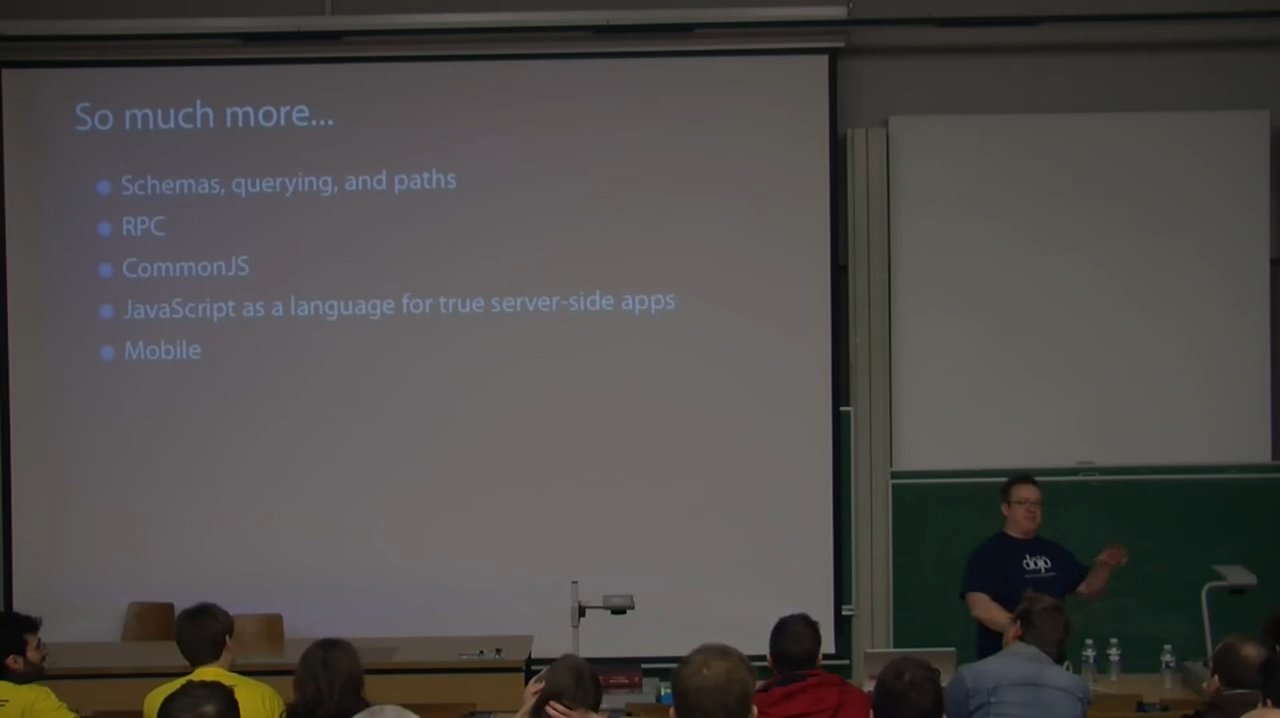 So much more...
Schemas, querying, and paths
RPC
CommonJS
JavaScript as a language for true server-side apps
Mobile
dojo